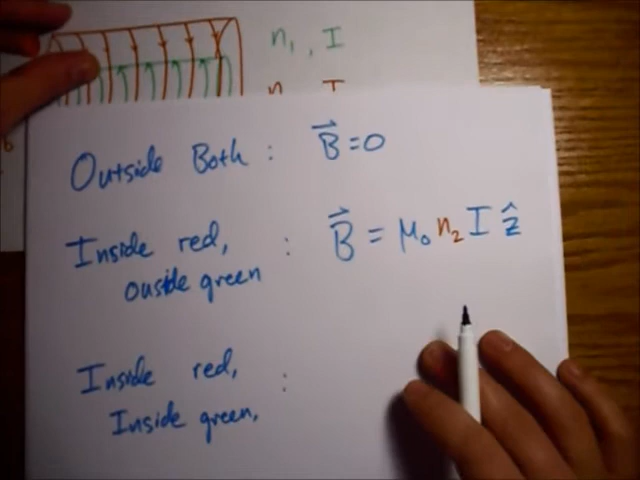 n₁, I
Outside Both : B⃗ = 0
Inside red, : B⃗ = μ₀ n₂ I ẑ
ouside green
Inside red, :
Inside green,